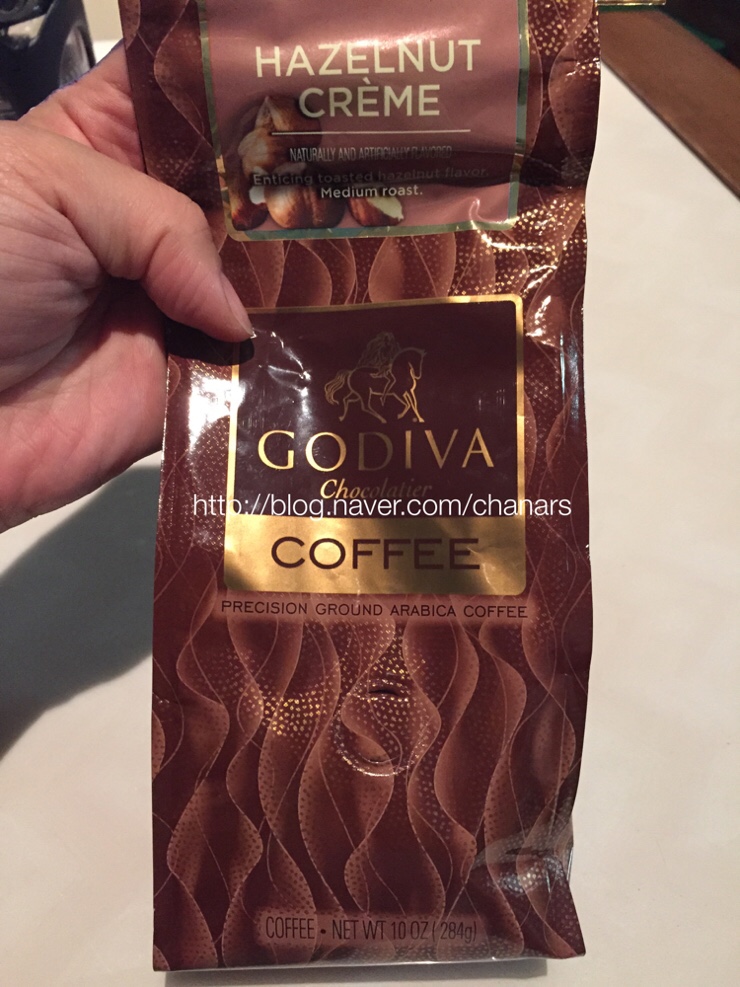 HAZELNUT
CRÈME
NATURALLY AND ARTIFICIALLY FLAVORED
Enticing toasted hazelnut flavor.
Medium roast.
GODIVA
Chocolatier
http://blog.naver.com/chanars
COFFEE
PRECISION GROUND ARABICA COFFEE
COFFEE • NET WT 10 OZ (284g)